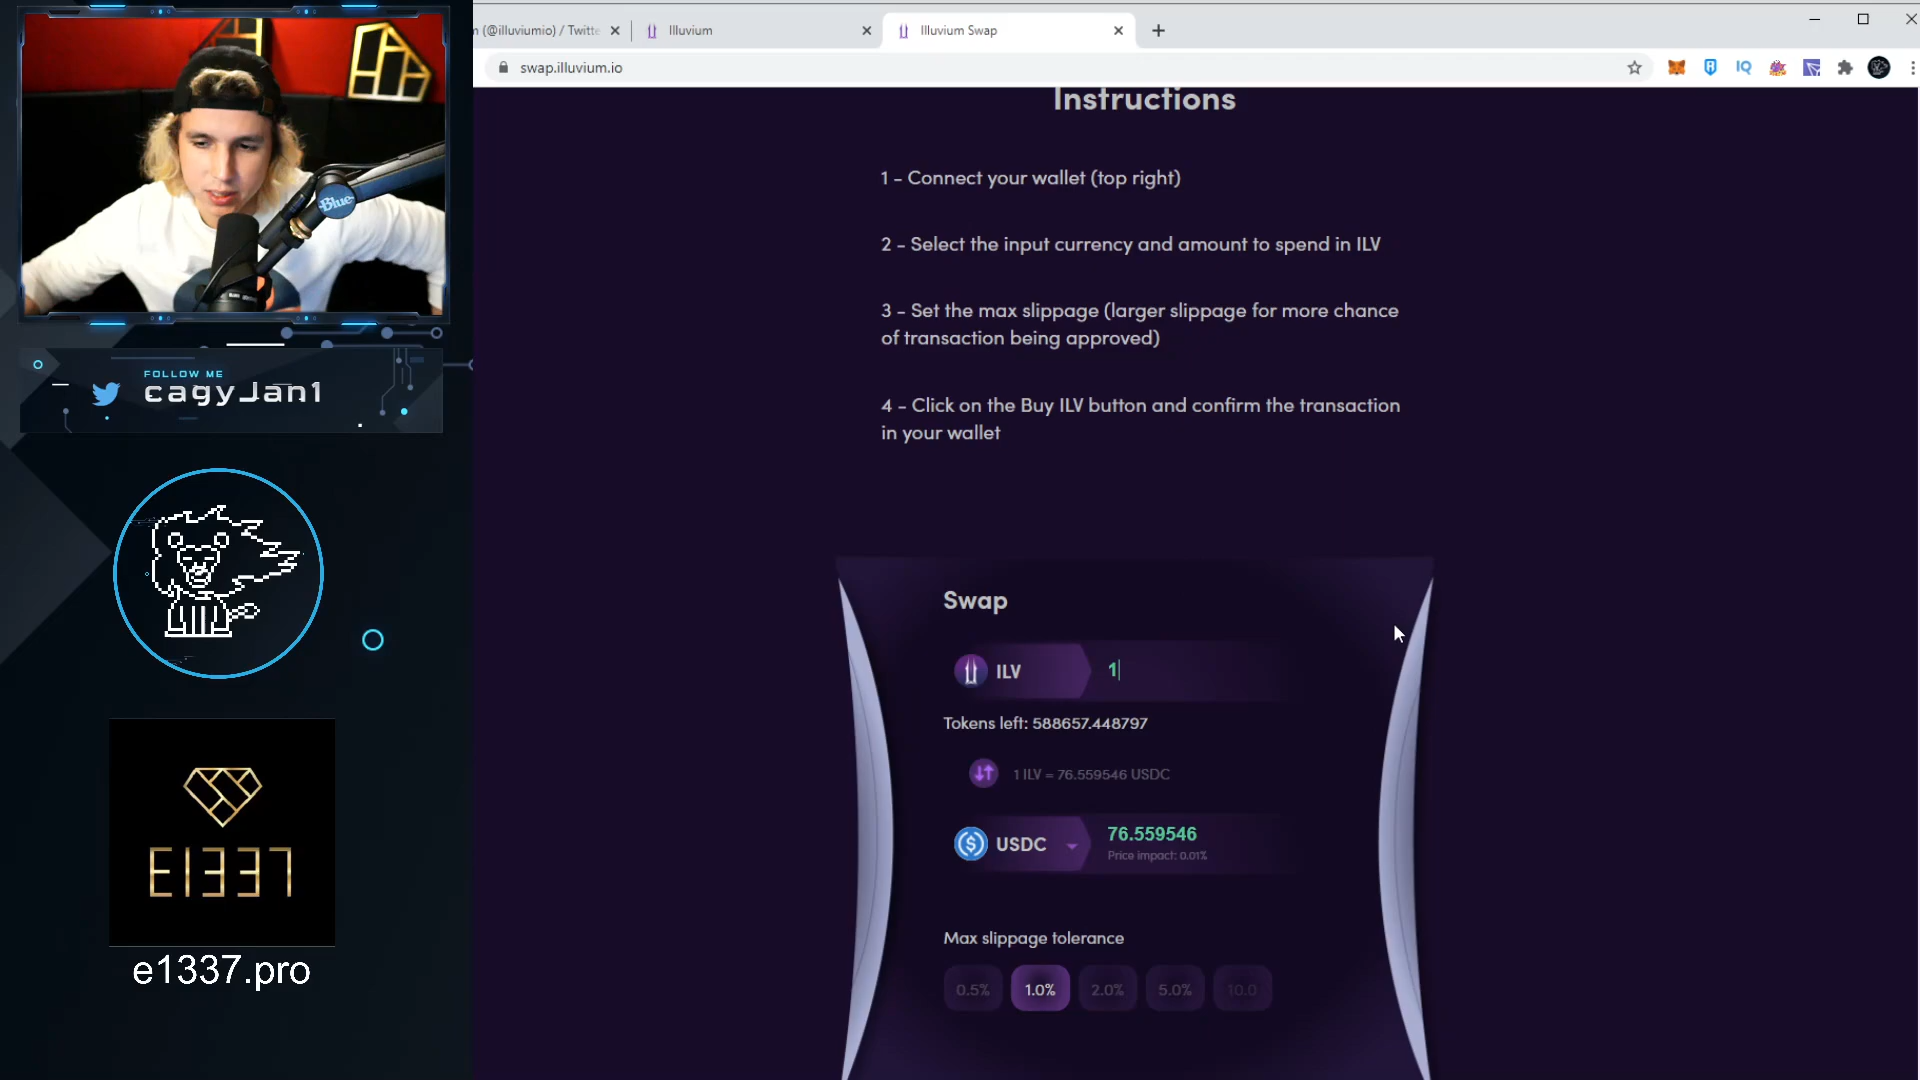 n (@illuviumio) / Twitte
Illuvium
Illuvium Swap
swap.illuvium.io
IQ
Instructions
1 - Connect your wallet (top right)
2 - Select the input currency and amount to spend in ILV
3 - Set the max slippage (larger slippage for more chance
of transaction being approved)
4 - Click on the Buy ILV button and confirm the transaction
in your wallet
Swap
ILV
1
Tokens left: 588657.448797
1 ILV = 76.559546 USDC
USDC
76.559546
Price impact: 0.01%
Max slippage tolerance
0.5%
1.0%
2.0%
5.0%
10.0
Blue
FOLLOW ME
cagyJan1
E1337
e1337.pro